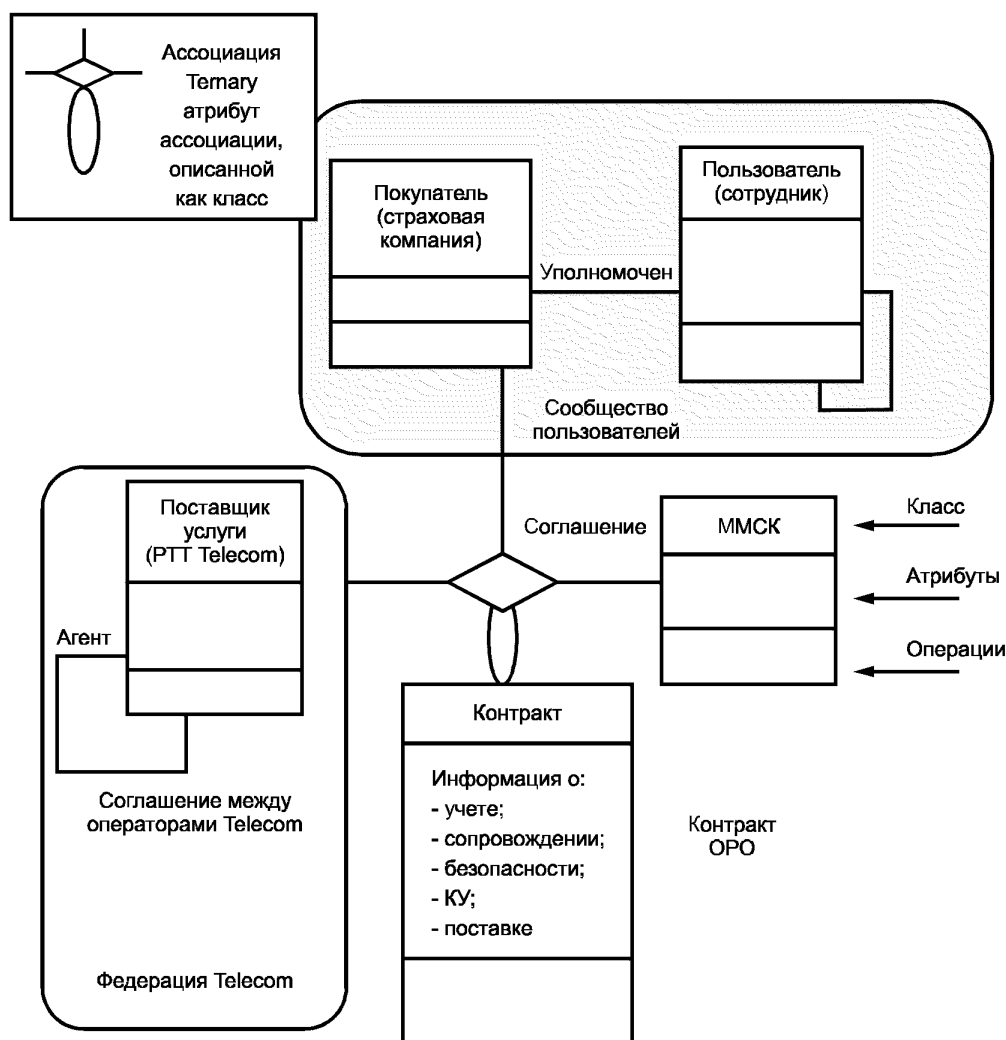 Ассоциация
Ternary
атрибут
ассоциации,
описанной
как класс
Покупатель
(страховая
компания)
Пользователь
(сотрудник)
Уполномочен
Сообщество
пользователей
Поставщик
услуги
(PTT Telecom)
Агент
Соглашение между
операторами Telecom
Федерация Telecom
Соглашение
ММСК
Класс
Атрибуты
Операции
Контракт
Информация о:
- учете;
- сопровождении;
- безопасности;
- КУ;
- поставке
Контракт
ОРО